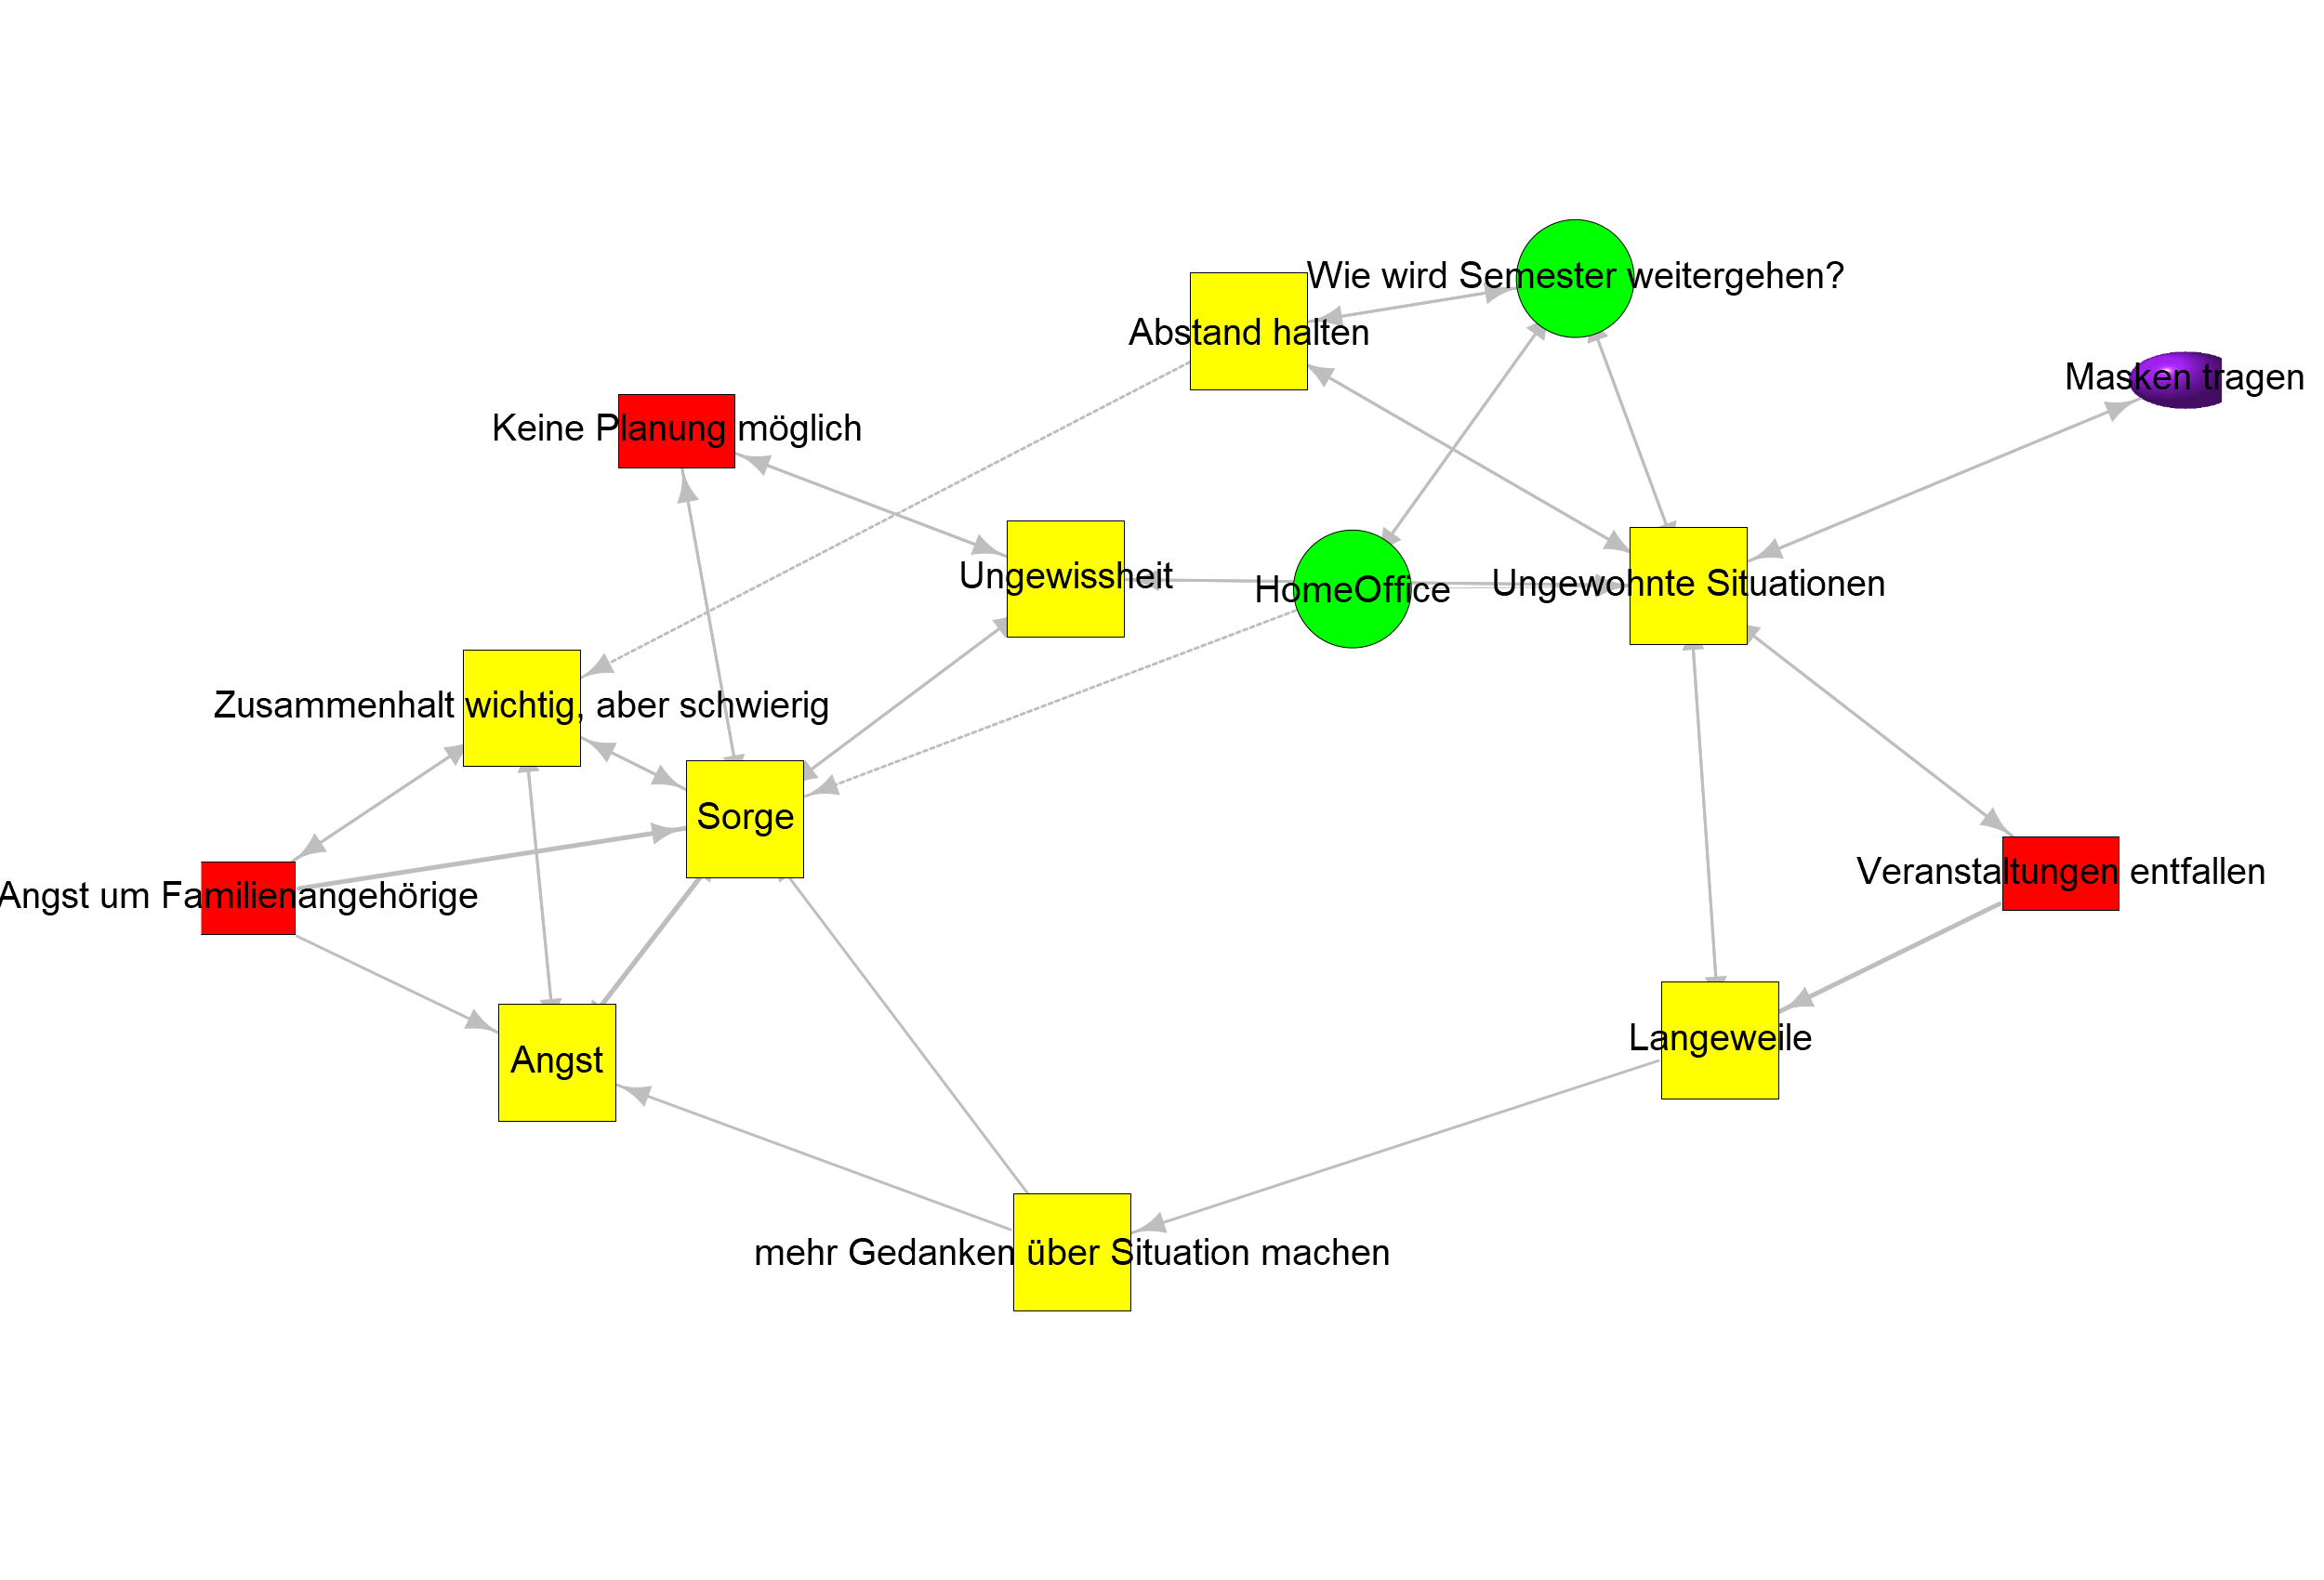 Wie wird Semester weitergehen?
Abstand halten
Masken tragen
Keine Planung möglich
Ungewissheit
HomeOffice
Ungewohnte Situationen
Zusammenhalt wichtig, aber schwierig
Sorge
Veranstaltungen entfallen
Angst um Familienangehörige
Langeweile
Angst
mehr Gedanken über Situation machen